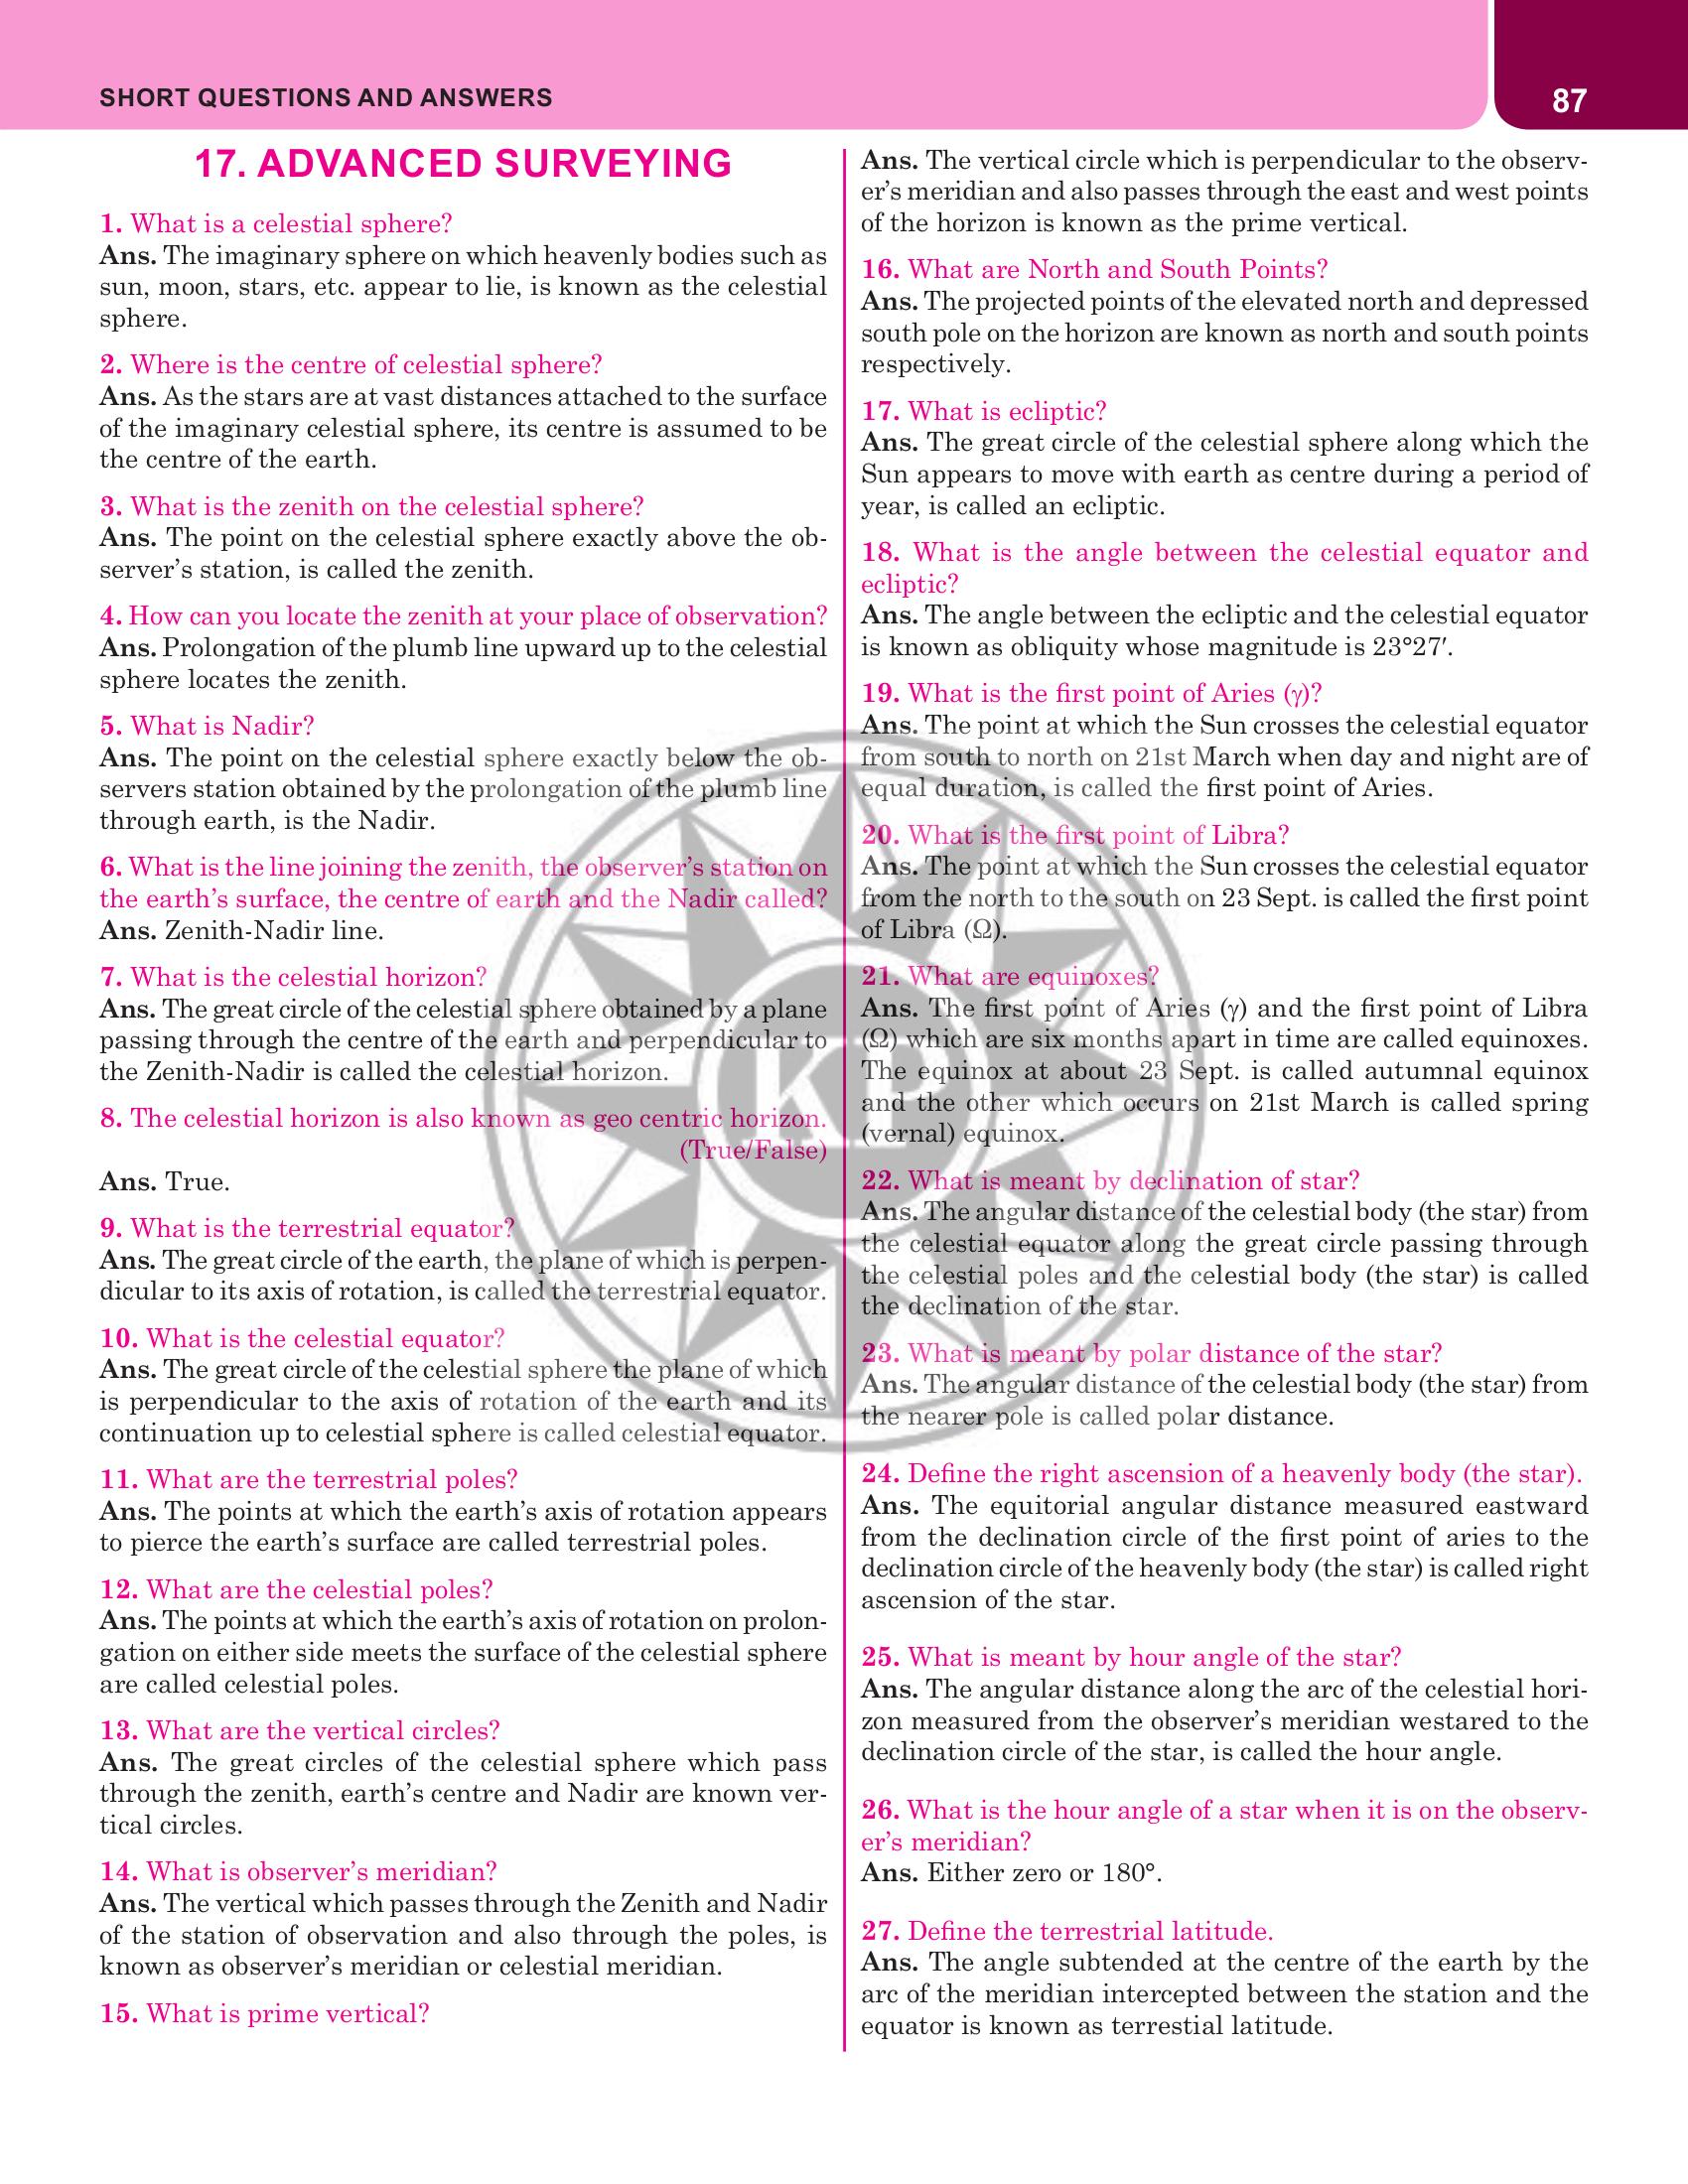 SHORT QUESTIONS AND ANSWERS
87
17. ADVANCED SURVEYING
1. What is a celestial sphere?
Ans. The imaginary sphere on which heavenly bodies such as
sun, moon, stars, etc. appear to lie, is known as the celestial
sphere.
2. Where is the centre of celestial sphere?
Ans. As the stars are at vast distances attached to the surface
of the imaginary celestial sphere, its centre is assumed to be
the centre of the earth.
3. What is the zenith on the celestial sphere?
Ans. The point on the celestial sphere exactly above the ob-
server’s station, is called the zenith.
4. How can you locate the zenith at your place of observation?
Ans. Prolongation of the plumb line upward up to the celestial
sphere locates the zenith.
5. What is Nadir?
Ans. The point on the celestial sphere exactly below the ob-
servers station obtained by the prolongation of the plumb line
through earth, is the Nadir.
6. What is the line joining the zenith, the observer’s station on
the earth’s surface, the centre of earth and the Nadir called?
Ans. Zenith-Nadir line.
7. What is the celestial horizon?
Ans. The great circle of the celestial sphere obtained by a plane
passing through the centre of the earth and perpendicular to
the Zenith-Nadir is called the celestial horizon.
8. The celestial horizon is also known as geo centric horizon.
(True/False)
Ans. True.
9. What is the terrestrial equator?
Ans. The great circle of the earth, the plane of which is perpen-
dicular to its axis of rotation, is called the terrestrial equator.
10. What is the celestial equator?
Ans. The great circle of the celestial sphere the plane of which
is perpendicular to the axis of rotation of the earth and its
continuation up to celestial sphere is called celestial equator.
11. What are the terrestrial poles?
Ans. The points at which the earth’s axis of rotation appears
to pierce the earth’s surface are called terrestrial poles.
12. What are the celestial poles?
Ans. The points at which the earth’s axis of rotation on prolon-
gation on either side meets the surface of the celestial sphere
are called celestial poles.
13. What are the vertical circles?
Ans. The great circles of the celestial sphere which pass
through the zenith, earth’s centre and Nadir are known ver-
tical circles.
14. What is observer’s meridian?
Ans. The vertical which passes through the Zenith and Nadir
of the station of observation and also through the poles, is
known as observer’s meridian or celestial meridian.
15. What is prime vertical?
Ans. The vertical circle which is perpendicular to the observ-
er’s meridian and also passes through the east and west points
of the horizon is known as the prime vertical.
16. What are North and South Points?
Ans. The projected points of the elevated north and depressed
south pole on the horizon are known as north and south points
respectively.
17. What is ecliptic?
Ans. The great circle of the celestial sphere along which the
Sun appears to move with earth as centre during a period of
year, is called an ecliptic.
18. What is the angle between the celestial equator and
ecliptic?
Ans. The angle between the ecliptic and the celestial equator
is known as obliquity whose magnitude is 23°27′.
19. What is the first point of Aries (γ)?
Ans. The point at which the Sun crosses the celestial equator
from south to north on 21st March when day and night are of
equal duration, is called the first point of Aries.
20. What is the first point of Libra?
Ans. The point at which the Sun crosses the celestial equator
from the north to the south on 23 Sept. is called the first point
of Libra (Ω).
21. What are equinoxes?
Ans. The first point of Aries (γ) and the first point of Libra
(Ω) which are six months apart in time are called equinoxes.
The equinox at about 23 Sept. is called autumnal equinox
and the other which occurs on 21st March is called spring
(vernal) equinox.
22. What is meant by declination of star?
Ans. The angular distance of the celestial body (the star) from
the celestial equator along the great circle passing through
the celestial poles and the celestial body (the star) is called
the declination of the star.
23. What is meant by polar distance of the star?
Ans. The angular distance of the celestial body (the star) from
the nearer pole is called polar distance.
24. Define the right ascension of a heavenly body (the star).
Ans. The equitorial angular distance measured eastward
from the declination circle of the first point of aries to the
declination circle of the heavenly body (the star) is called right
ascension of the star.
25. What is meant by hour angle of the star?
Ans. The angular distance along the arc of the celestial hori-
zon measured from the observer’s meridian westared to the
declination circle of the star, is called the hour angle.
26. What is the hour angle of a star when it is on the observ-
er’s meridian?
Ans. Either zero or 180°.
27. Define the terrestrial latitude.
Ans. The angle subtended at the centre of the earth by the
arc of the meridian intercepted between the station and the
equator is known as terrestial latitude.
KP